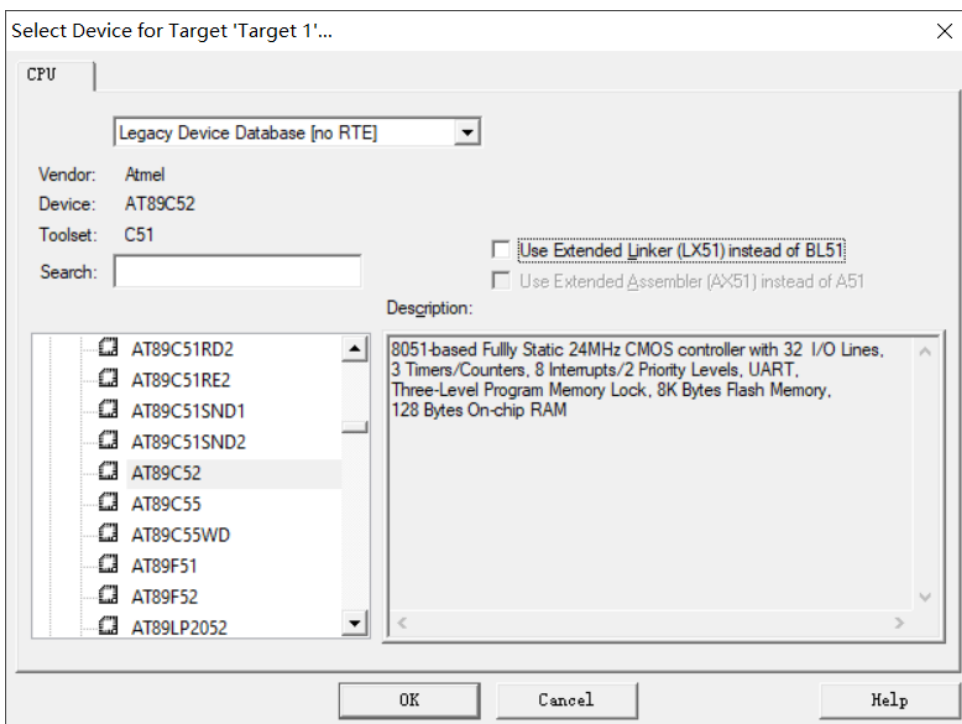 Select Device for Target 'Target 1'...
CPU
Legacy Device Database [no RTE]
Vendor: Atmel
Device: AT89C52
Toolset: C51
Search:
Use Extended Linker (LX51) instead of BL51
Use Extended Assembler (AX51) instead of A51
Description:
AT89C51RD2
AT89C51RE2
AT89C51SND1
AT89C51SND2
AT89C52
AT89C55
AT89C55WD
AT89F51
AT89F52
AT89LP2052
8051-based Fullly Static 24MHz CMOS controller with 32 I/O Lines,
3 Timers/Counters, 8 Interrupts/2 Priority Levels, UART,
Three-Level Program Memory Lock, 8K Bytes Flash Memory,
128 Bytes On-chip RAM
OK
Cancel
Help